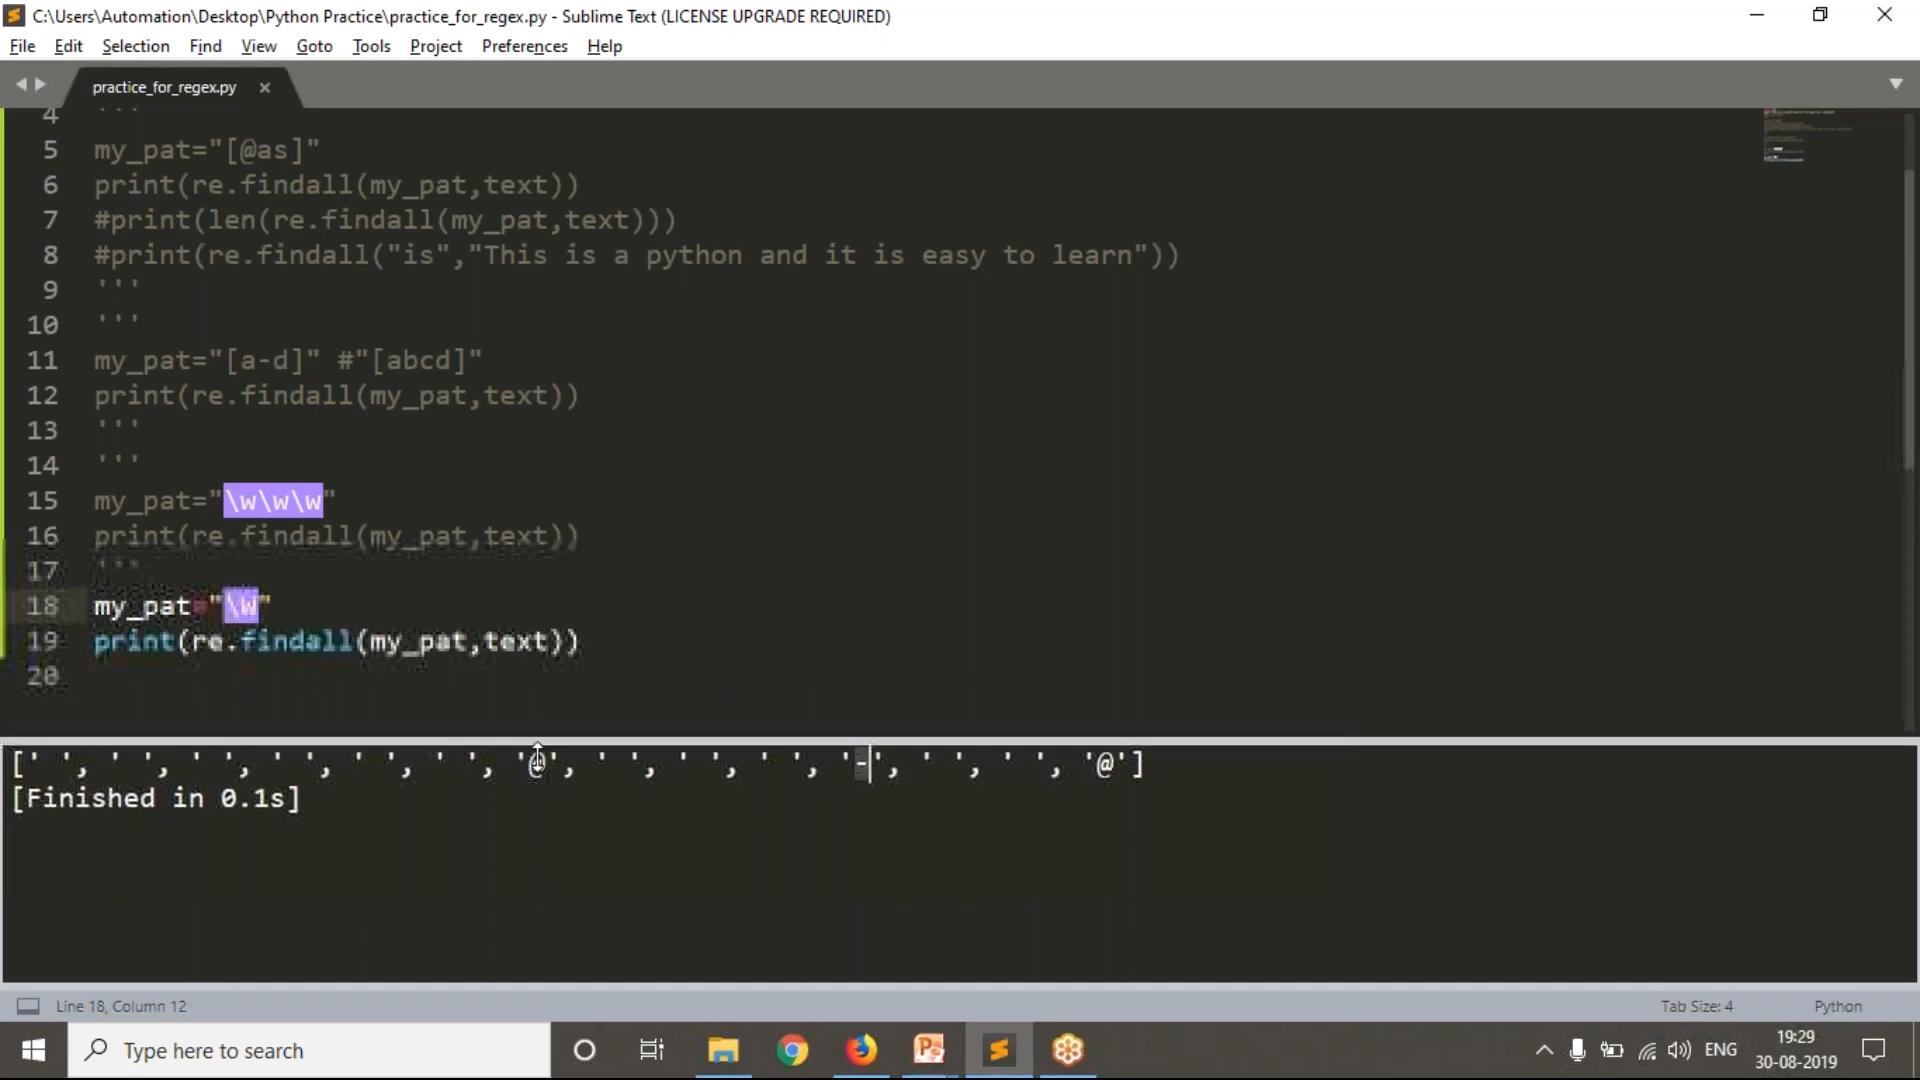 C:\Users\Automation\Desktop\Python Practice\practice_for_regex.py - Sublime Text (LICENSE UPGRADE REQUIRED)
File Edit Selection Find View Goto Tools Project Preferences Help
practice_for_regex.py ×
4 '''
5 my_pat="[@as]"
6 print(re.findall(my_pat,text))
7 #print(len(re.findall(my_pat,text)))
8 #print(re.findall("is","This is a python and it is easy to learn"))
9 '''
10 '''
11 my_pat="[a-d]" #"[abcd]"
12 print(re.findall(my_pat,text))
13 '''
14 '''
15 my_pat="\w\w\w"
16 print(re.findall(my_pat,text))
17 '''
18 my_pat="\W"
19 print(re.findall(my_pat,text))
20
[' ', ' ', ' ', ' ', ' ', ' ', '@', ' ', ' ', ' ', '-', ' ', ' ', '@']
[Finished in 0.1s]
Line 18, Column 12 Tab Size: 4 Python
Type here to search ENG 19:29
30-08-2019